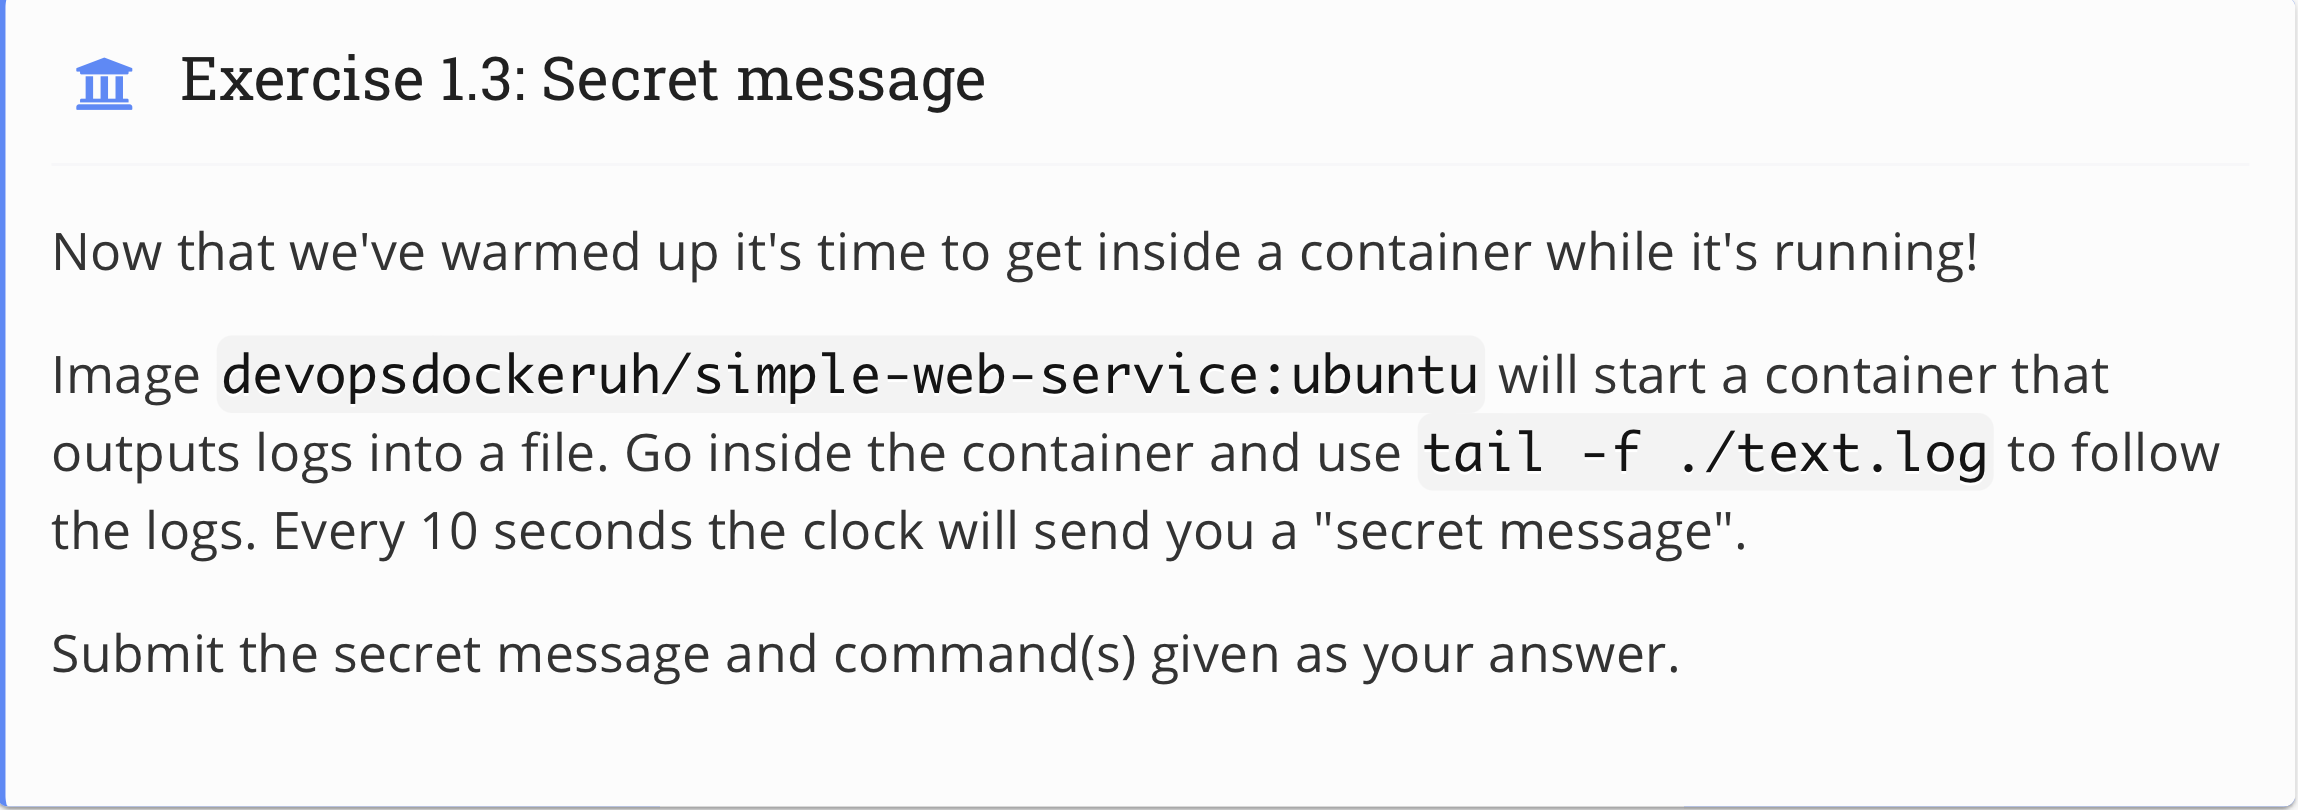 Exercise 1.3: Secret message
Now that we've warmed up it's time to get inside a container while it's running!
Image devopsdockeruh/simple-web-service:ubuntu will start a container that
outputs logs into a file. Go inside the container and use tail -f ./text.log to follow
the logs. Every 10 seconds the clock will send you a "secret message".
Submit the secret message and command(s) given as your answer.